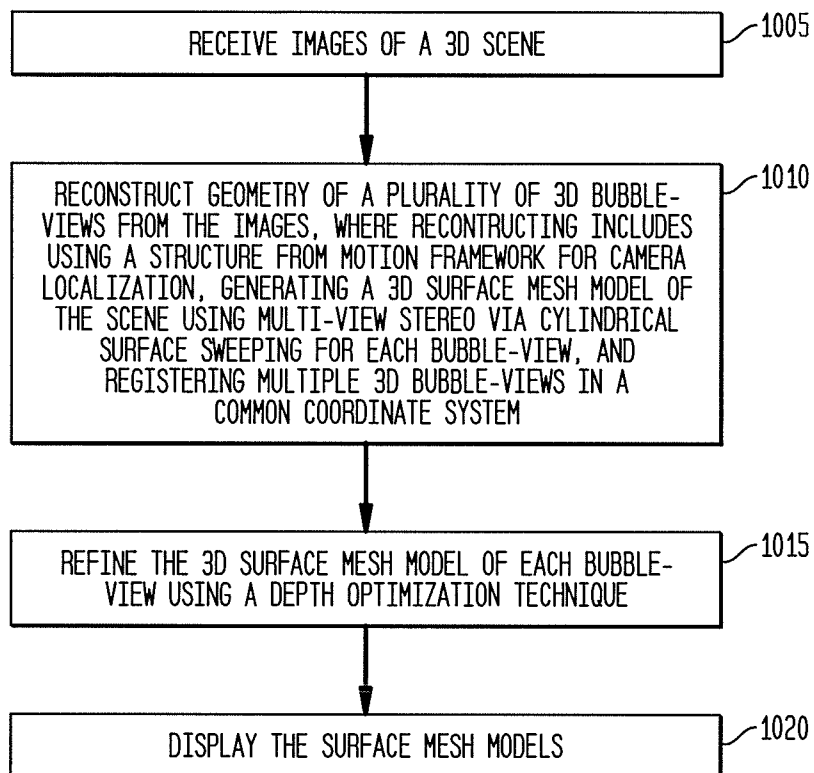 RECEIVE IMAGES OF A 3D SCENE
1005
RECONSTRUCT GEOMETRY OF A PLURALITY OF 3D BUBBLE-
VIEWS FROM THE IMAGES, WHERE RECONTRUCTING INCLUDES
USING A STRUCTURE FROM MOTION FRAMEWORK FOR CAMERA
LOCALIZATION, GENERATING A 3D SURFACE MESH MODEL OF
THE SCENE USING MULTI-VIEW STEREO VIA CYLINDRICAL
SURFACE SWEEPING FOR EACH BUBBLE-VIEW, AND
REGISTERING MULTIPLE 3D BUBBLE-VIEWS IN A
COMMON COORDINATE SYSTEM
1010
REFINE THE 3D SURFACE MESH MODEL OF EACH BUBBLE-
VIEW USING A DEPTH OPTIMIZATION TECHNIQUE
1015
DISPLAY THE SURFACE MESH MODELS
1020